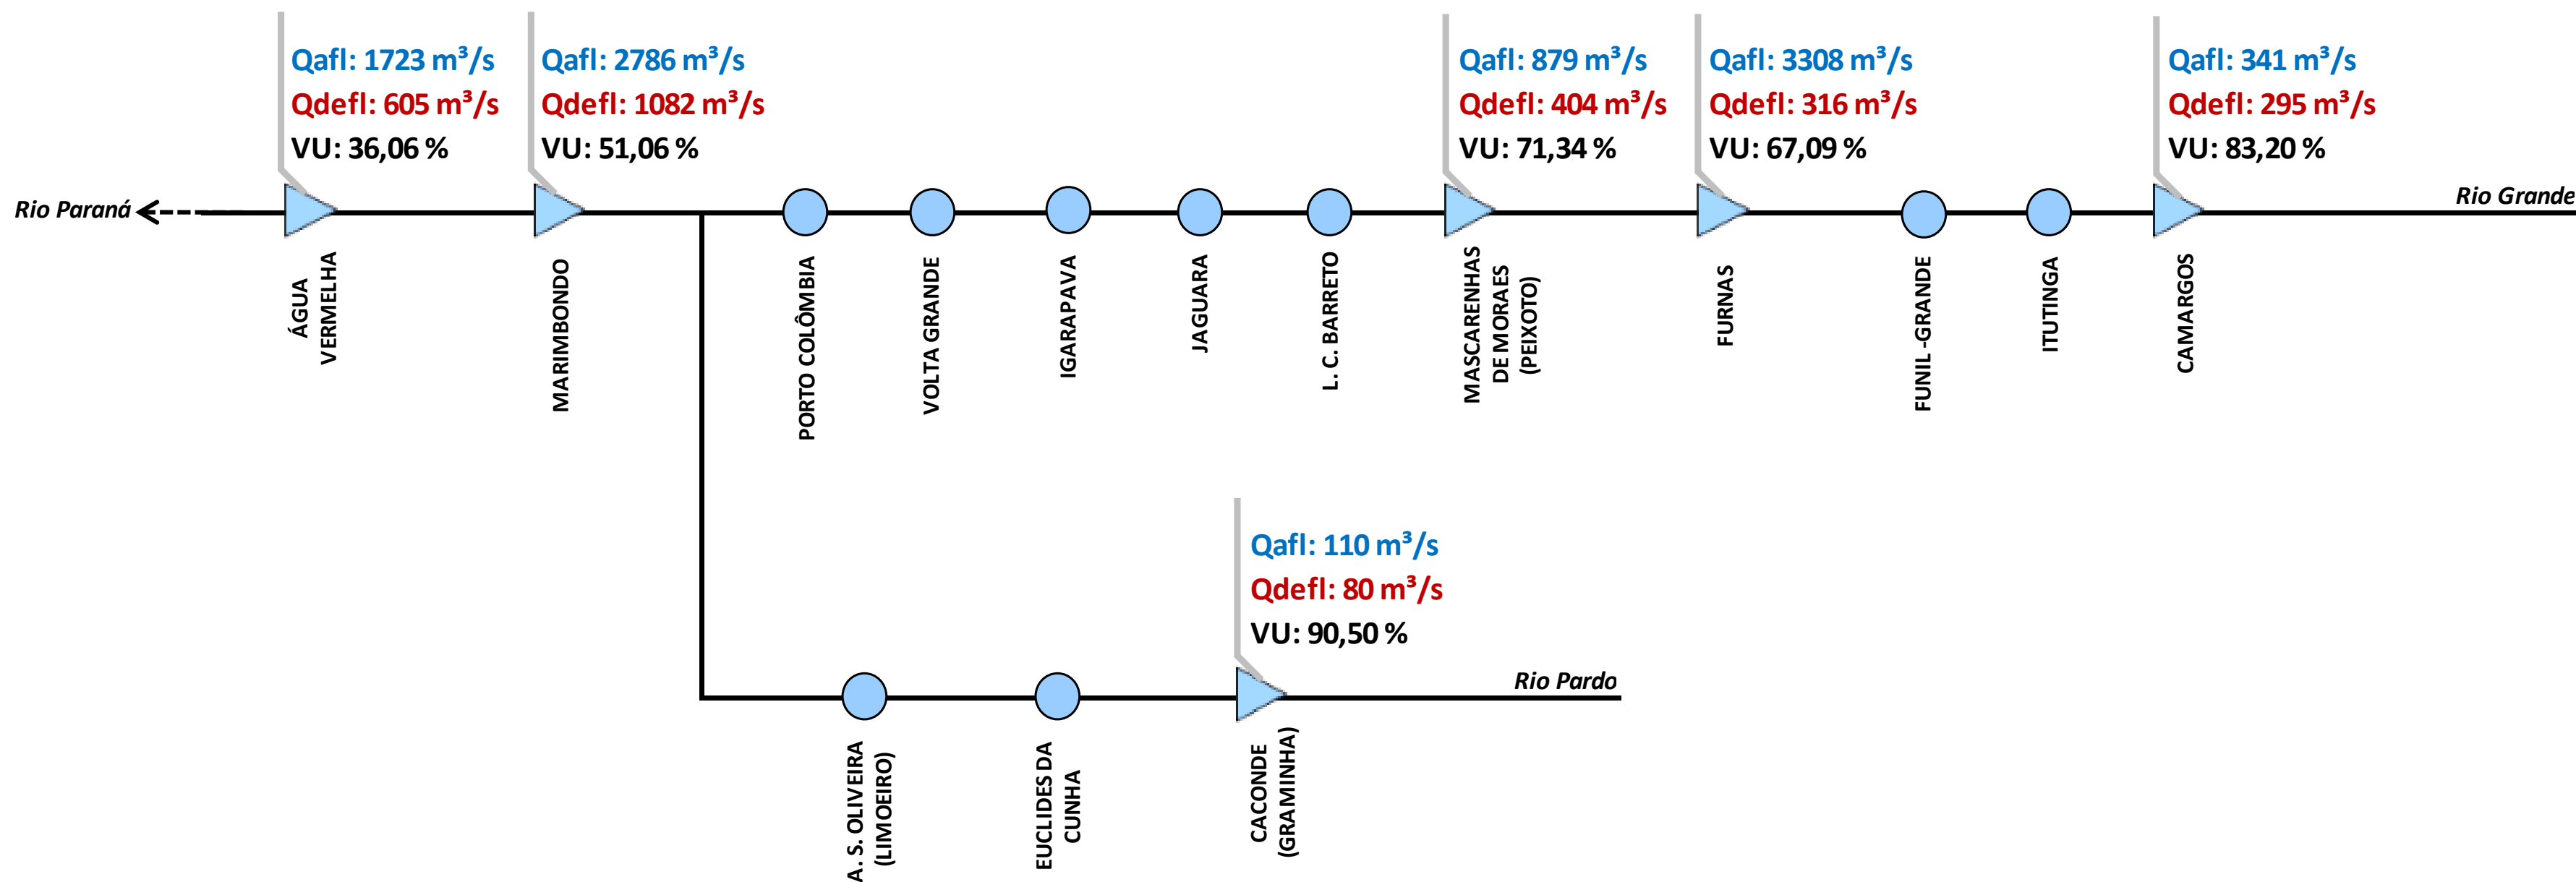 Qafl: 1723 m³/s
Qdefl: 605 m³/s
VU: 36,06 %
Qafl: 2786 m³/s
Qdefl: 1082 m³/s
VU: 51,06 %
Qafl: 879 m³/s
Qdefl: 404 m³/s
VU: 71,34 %
Qafl: 3308 m³/s
Qdefl: 316 m³/s
VU: 67,09 %
Qafl: 341 m³/s
Qdefl: 295 m³/s
VU: 83,20 %
Rio Paraná
Rio Grande
ÁGUA
VERMELHA
MARIMBONDO
PORTO COLÔMBIA
VOLTA GRANDE
IGARAPAVA
JAGUARA
L. C. BARRETO
MASCARENHAS
DE MORAES
(PEIXOTO)
FURNAS
FUNIL -GRANDE
ITUTINGA
CAMARGOS
Qafl: 110 m³/s
Qdefl: 80 m³/s
VU: 90,50 %
Rio Pardo
A. S. OLIVEIRA
(LIMOEIRO)
EUCLIDES DA
CUNHA
CACONDE
(GRAMINHA)